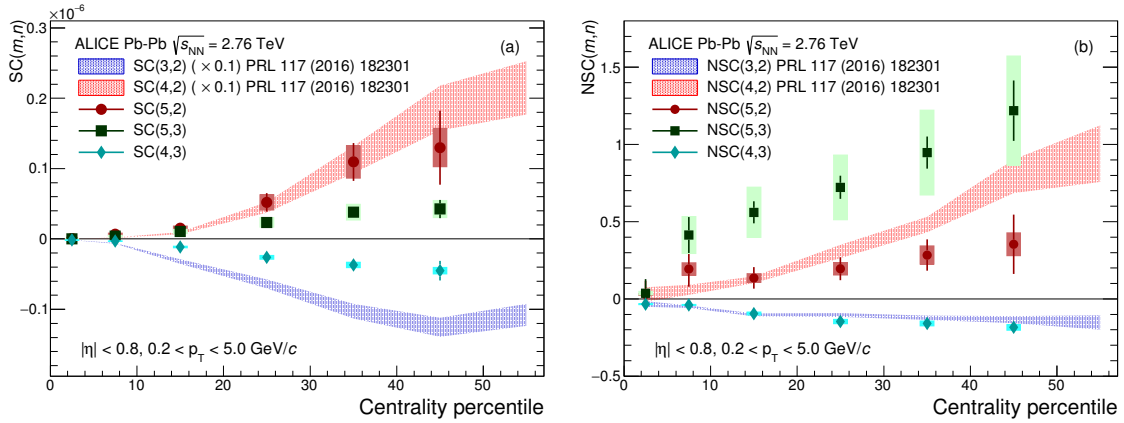 ×10⁻⁶
0.3
0.2
0.1
0
−0.1
SC(m,n)
ALICE Pb-Pb √s_NN = 2.76 TeV
(a)
SC(3,2) (×0.1) PRL 117 (2016) 182301
SC(4,2) (×0.1) PRL 117 (2016) 182301
SC(5,2)
SC(5,3)
SC(4,3)
|η| < 0.8, 0.2 < p_T < 5.0 GeV/c
0 10 20 30 40 50
Centrality percentile
NSC(m,n)
1.5
1
0.5
0
−0.5
ALICE Pb-Pb √s_NN = 2.76 TeV
(b)
NSC(3,2) PRL 117 (2016) 182301
NSC(4,2) PRL 117 (2016) 182301
NSC(5,2)
NSC(5,3)
NSC(4,3)
|η| < 0.8, 0.2 < p_T < 5.0 GeV/c
0 10 20 30 40 50
Centrality percentile